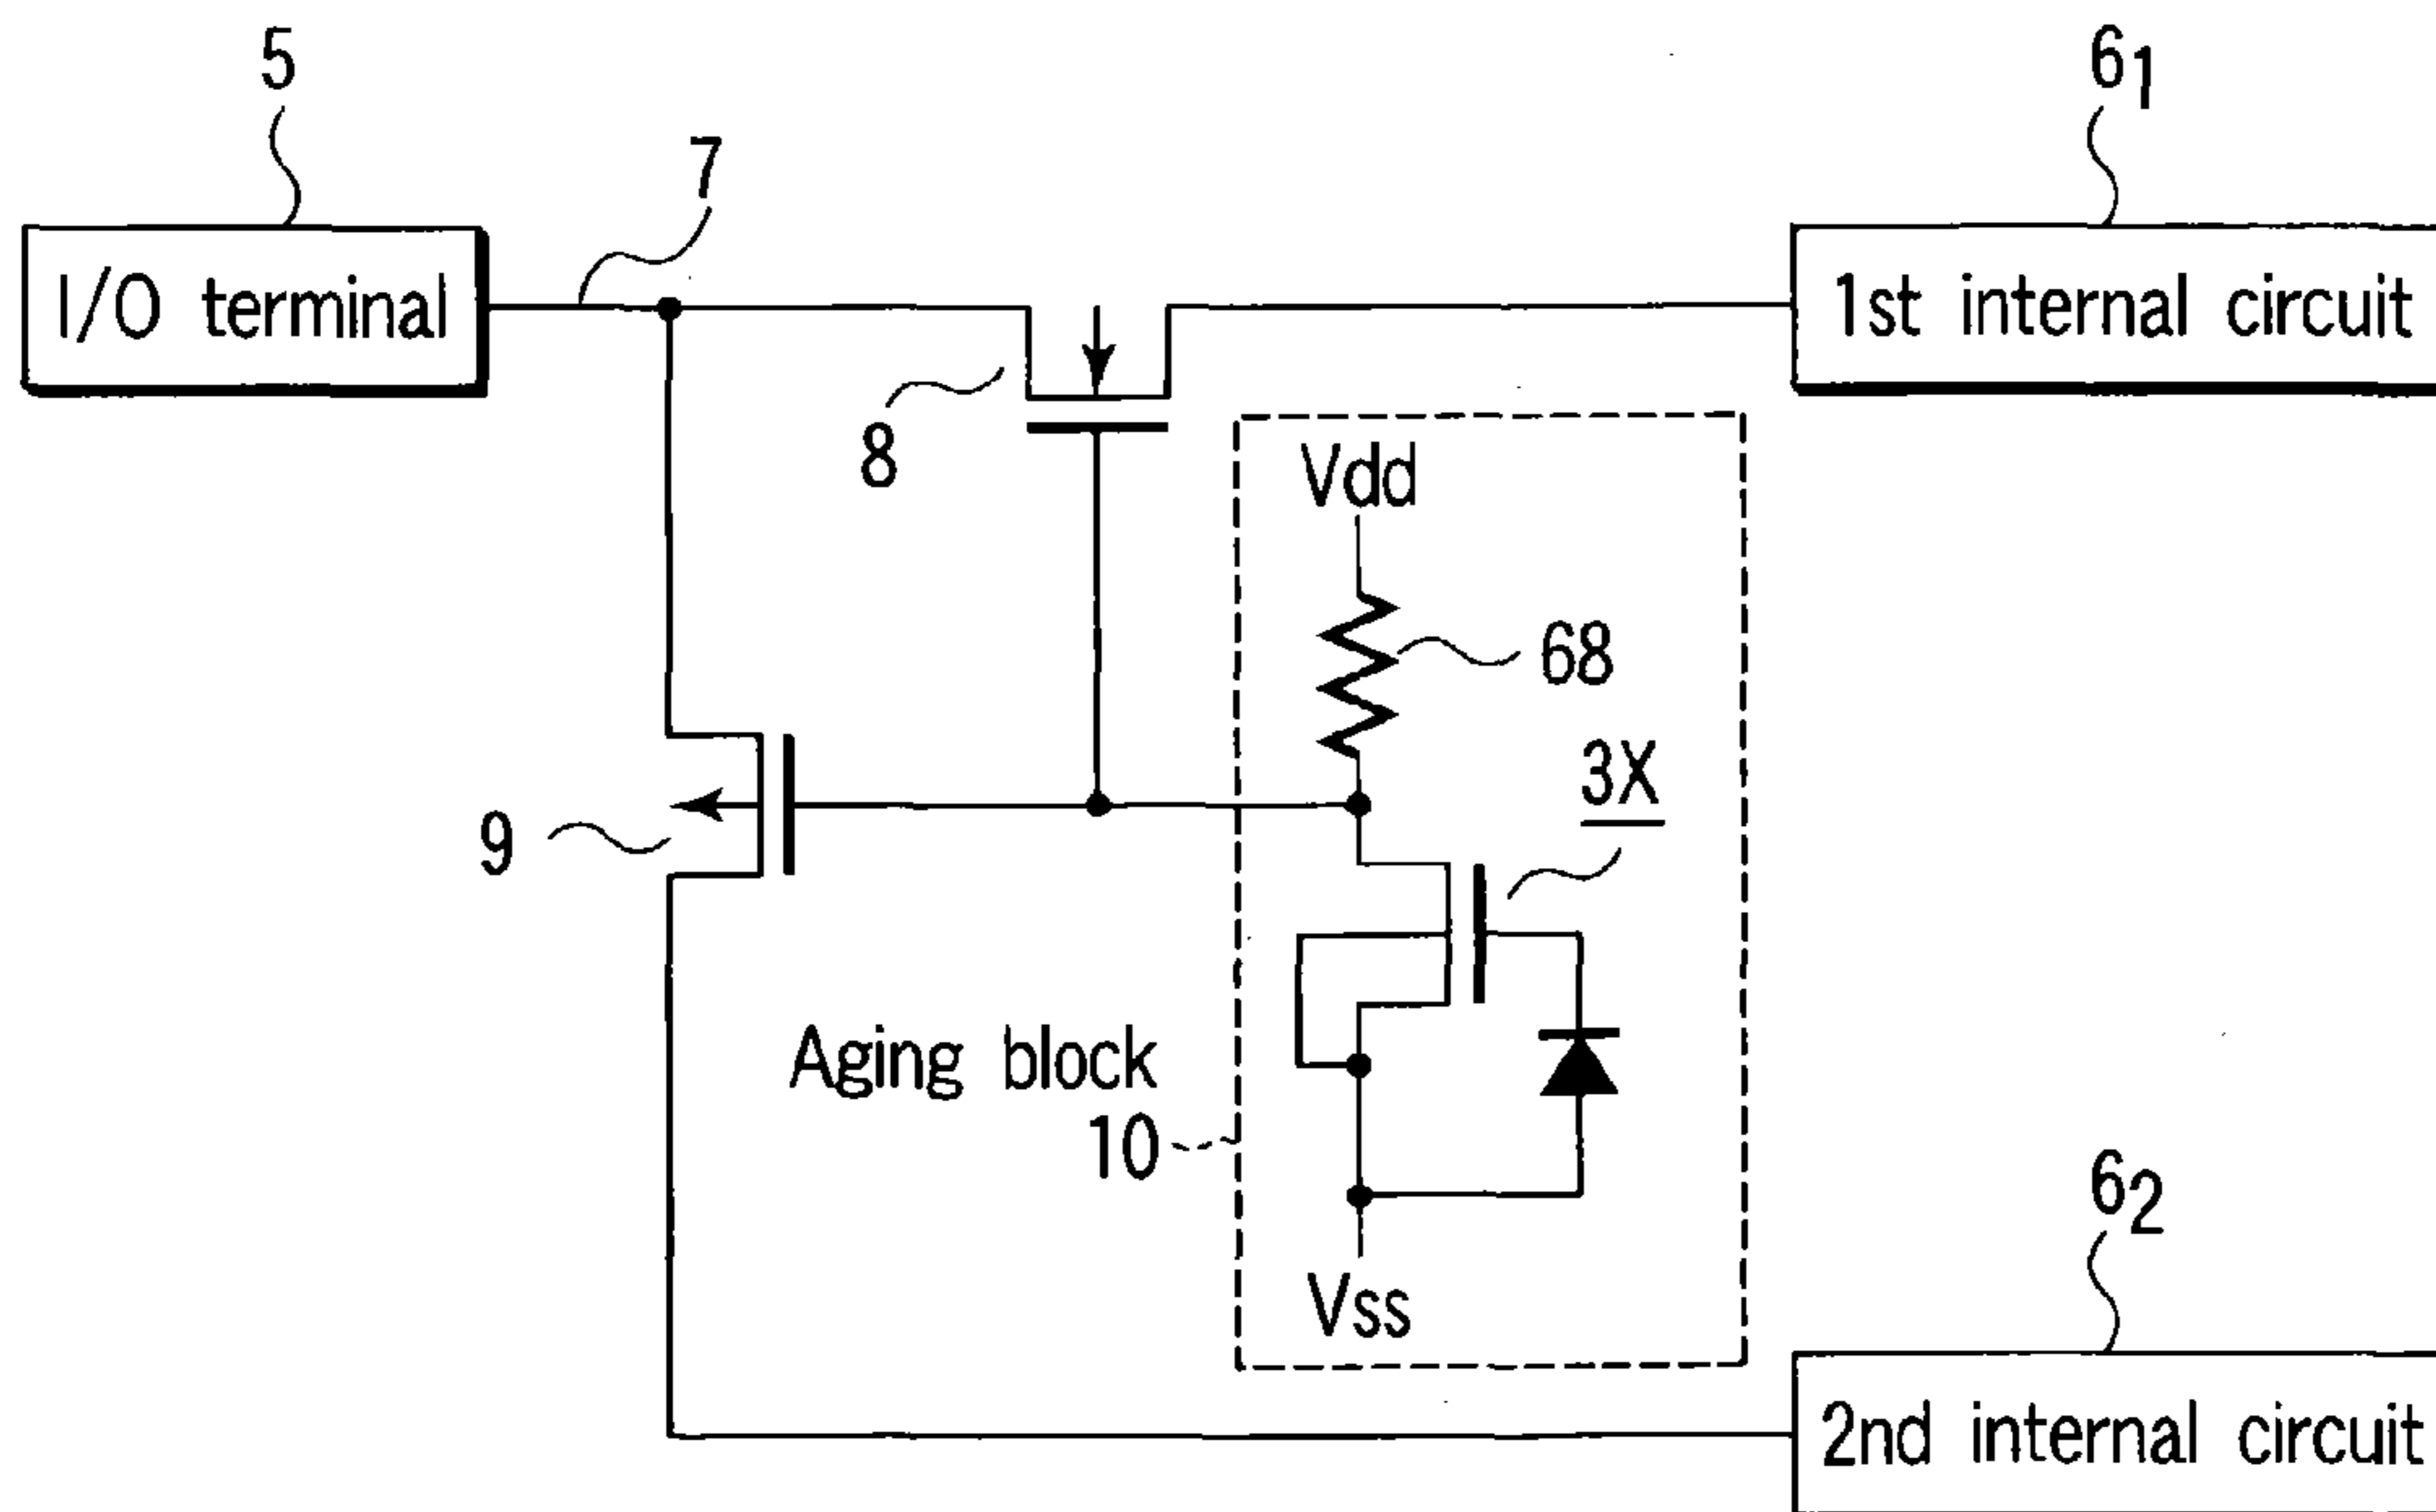 5
6₁
7
I/O terminal
1st internal circuit
8
Vdd
68
3X
9
Aging block
10
Vss
6₂
2nd internal circuit